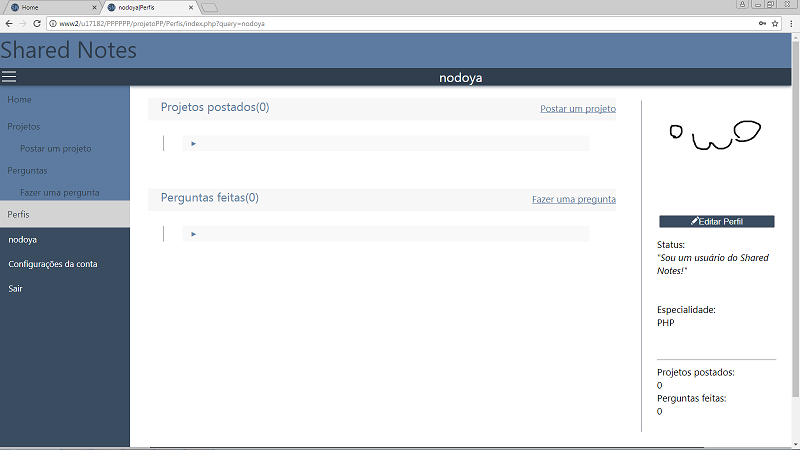 Home
nodoya|Perfis
www2/u17182/PPPPPP/projetoPP/Perfis/index.php?query=nodoya
Shared Notes
nodoya
Home
Projetos
Postar um projeto
Perguntas
Fazer uma pergunta
Perfis
nodoya
Configurações da conta
Sair
Projetos postados(0)
Postar um projeto
Perguntas feitas(0)
Fazer uma pregunta
owo
Editar Perfil
Status:
"Sou um usuário do Shared
Notes!"
Especialidade:
PHP
Projetos postados:
0
Perguntas feitas:
0